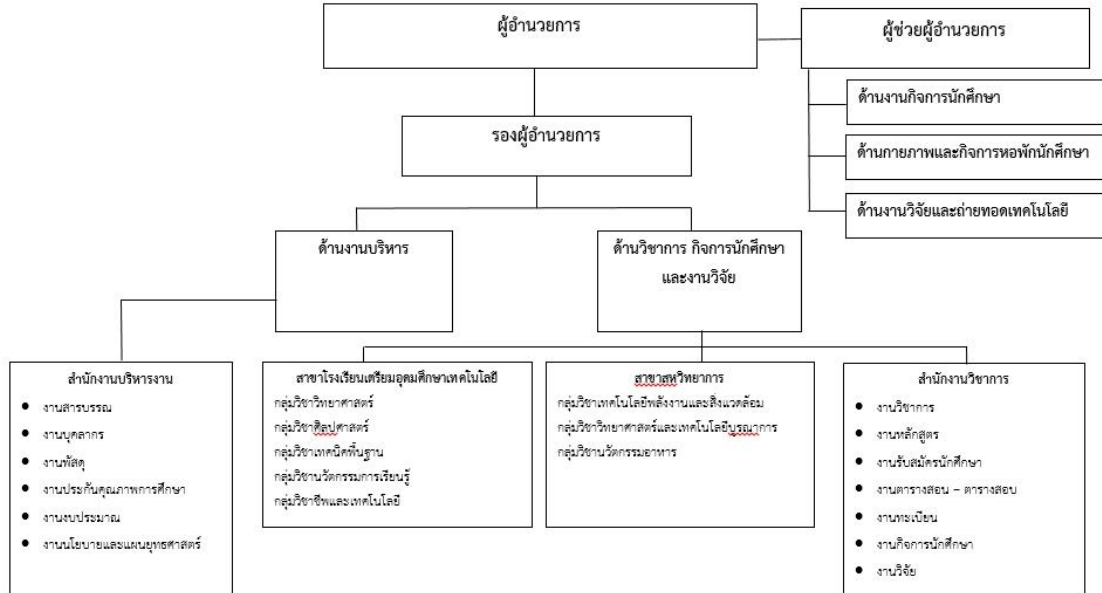 ผู้อำนวยการ
ผู้ช่วยผู้อำนวยการ
ด้านงานกิจการนักศึกษา
ด้านกายภาพและกิจการหอพักนักศึกษา
ด้านงานวิจัยและถ่ายทอดเทคโนโลยี
รองผู้อำนวยการ
ด้านงานบริหาร
ด้านวิชาการ กิจการนักศึกษา
และงานวิจัย
สำนักงานบริหารงาน
● งานสารบรรณ
● งานบุคลากร
● งานพัสดุ
● งานประกันคุณภาพการศึกษา
● งานงบประมาณ
● งานนโยบายและแผนยุทธศาสตร์
สาขาโรงเรียนเตรียมอุดมศึกษาเทคโนโลยี
กลุ่มวิชาวิทยาศาสตร์
กลุ่มวิชาศิลปศาสตร์
กลุ่มวิชาเทคนิคพื้นฐาน
กลุ่มวิชานวัตกรรมการเรียนรู้
กลุ่มวิชาชีพและเทคโนโลยี
สาขาสหวิทยาการ
กลุ่มวิชาเทคโนโลยีพลังงานและสิ่งแวดล้อม
กลุ่มวิชาวิทยาศาสตร์และเทคโนโลยีบูรณาการ
กลุ่มวิชานวัตกรรมอาหาร
สำนักงานวิชาการ
● งานวิชาการ
● งานหลักสูตร
● งานรับสมัครนักศึกษา
● งานตารางสอน – ตารางสอบ
● งานทะเบียน
● งานกิจการนักศึกษา
● งานวิจัย